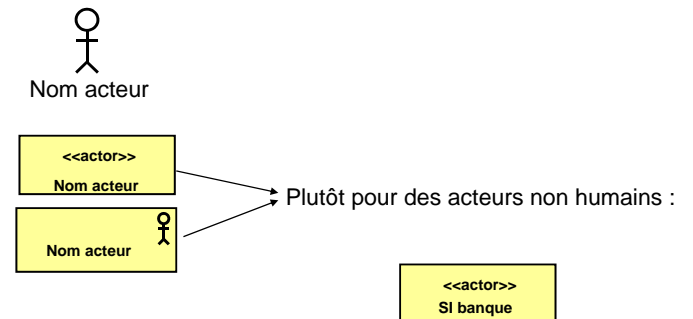 Nom acteur
<<actor>>
Nom acteur
Plutôt pour des acteurs non humains :
Nom acteur
<<actor>>
SI banque